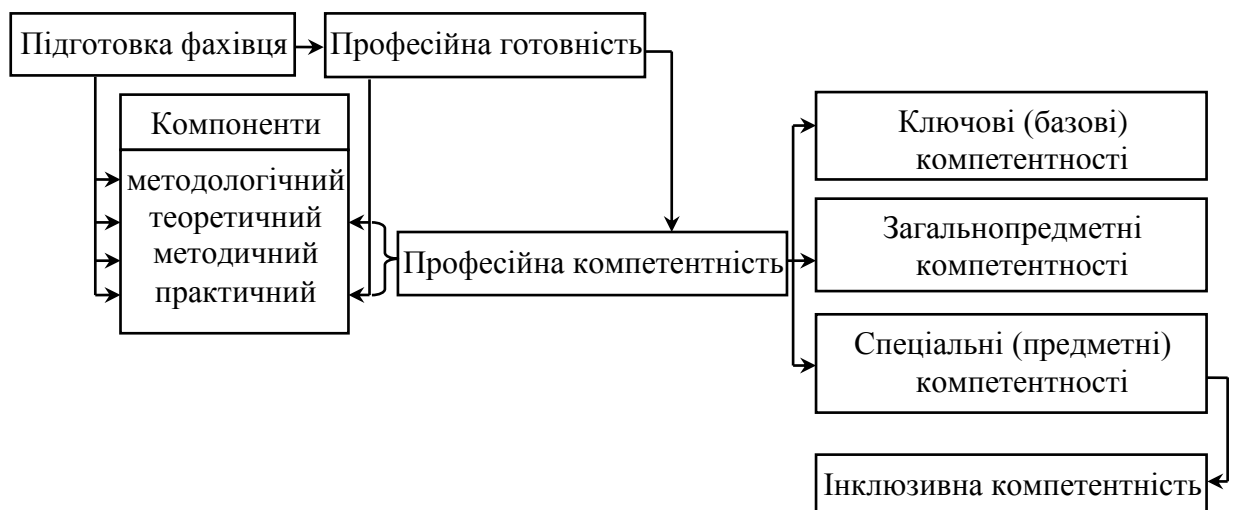 Підготовка фахівця
Професійна готовність
Компоненти
методологічний
теоретичний
методичний
практичний
Професійна компетентність
Ключові (базові)
компетентності
Загальнопредметні
компетентності
Спеціальні (предметні)
компетентності
Інклюзивна компетентність